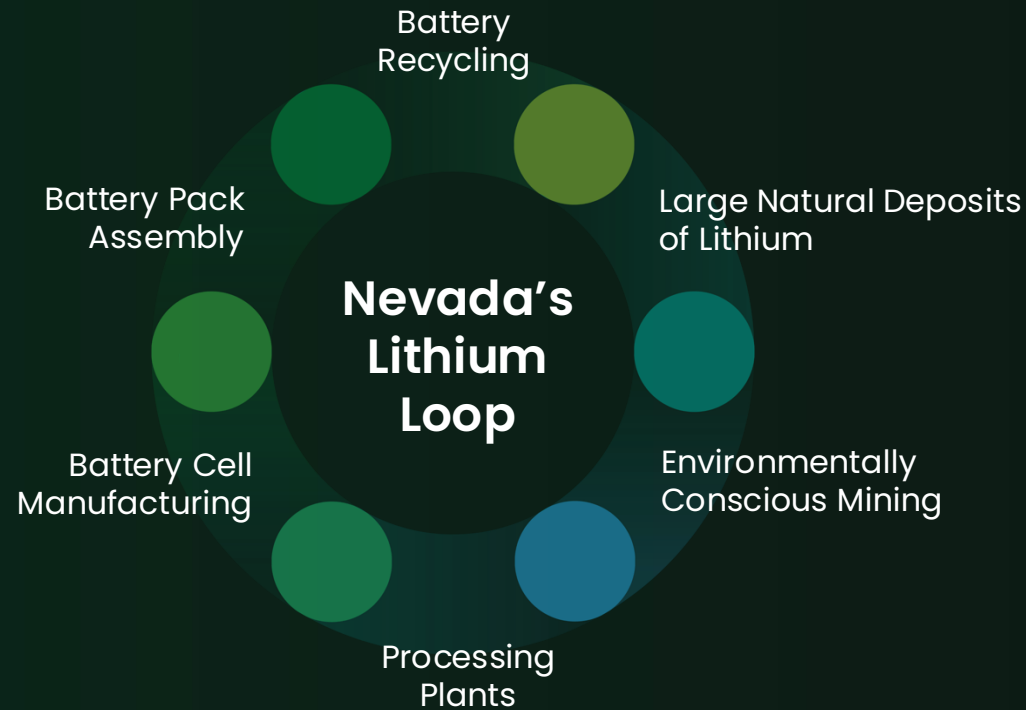 Battery
Recycling
Large Natural Deposits
of Lithium
Environmentally
Conscious Mining
Processing
Plants
Battery Cell
Manufacturing
Battery Pack
Assembly
Nevada’s
Lithium
Loop